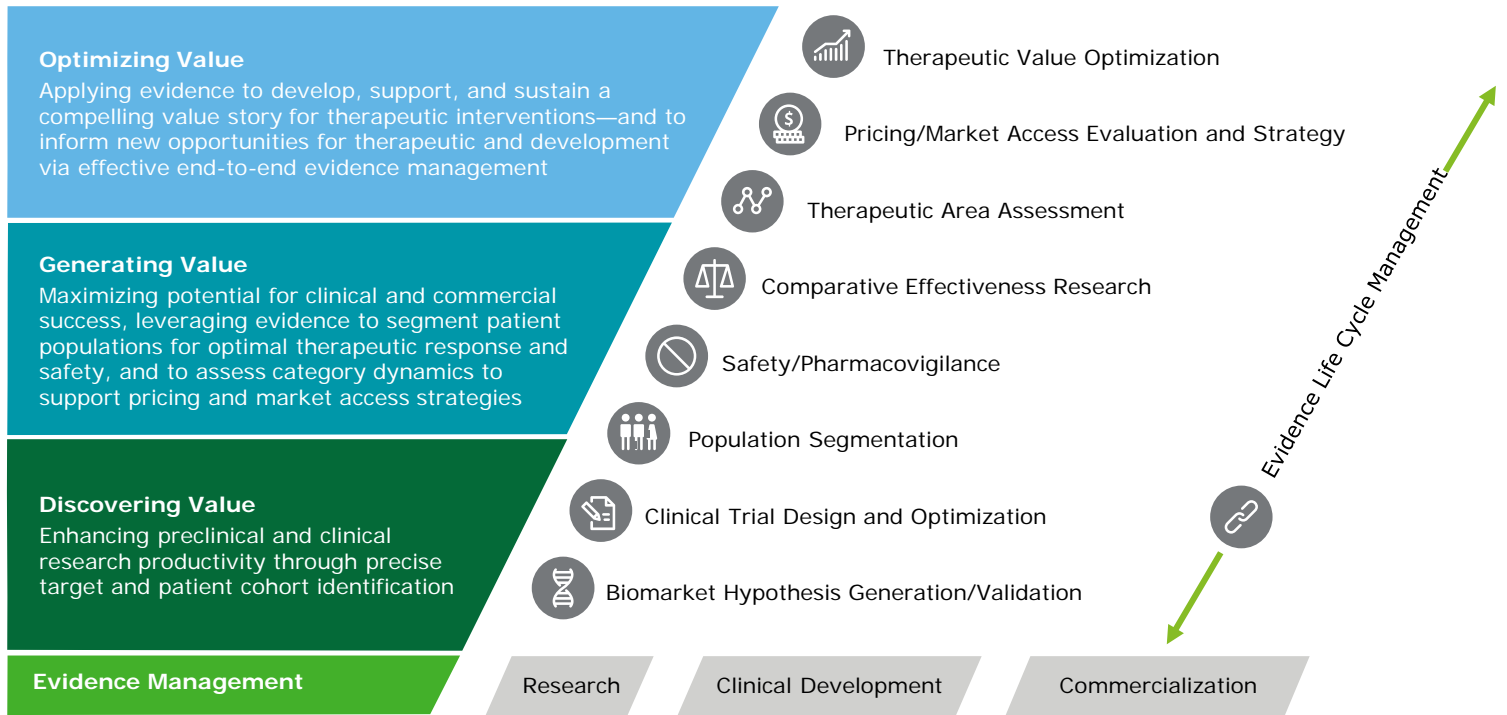 Optimizing Value
Applying evidence to develop, support, and sustain a
compelling value story for therapeutic interventions—and to
inform new opportunities for therapeutic and development
via effective end-to-end evidence management
Generating Value
Maximizing potential for clinical and commercial
success, leveraging evidence to segment patient
populations for optimal therapeutic response and
safety, and to assess category dynamics to
support pricing and market access strategies
Discovering Value
Enhancing preclinical and clinical
research productivity through precise
target and patient cohort identification
Evidence Management
Therapeutic Value Optimization
$
Pricing/Market Access Evaluation and Strategy
Therapeutic Area Assessment
Comparative Effectiveness Research
Safety/Pharmacovigilance
Population Segmentation
Clinical Trial Design and Optimization
Biomarket Hypothesis Generation/Validation
Evidence Life Cycle Management
Research
Clinical Development
Commercialization